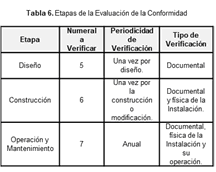 Tabla 6. Etapas de la Evaluación de la Conformidad
Etapa
Numeral a Verificar
Periodicidad de Verificación
Tipo de Verificación
Diseño
5
Una vez por diseño.
Documental
Construcción
6
Una vez por la construcción o modificación.
Documental y física de la Instalación.
Operación y Mantenimiento
7
Anual
Documental, física de la Instalación y su operación.